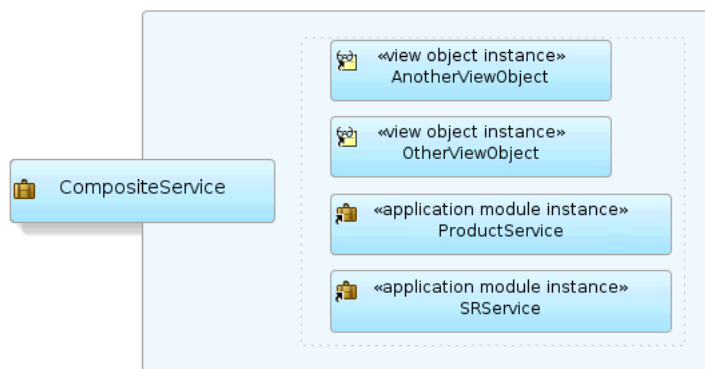 «view object instance»
AnotherViewObject
«view object instance»
OtherViewObject
CompositeService
«application module instance»
ProductService
«application module instance»
SRService